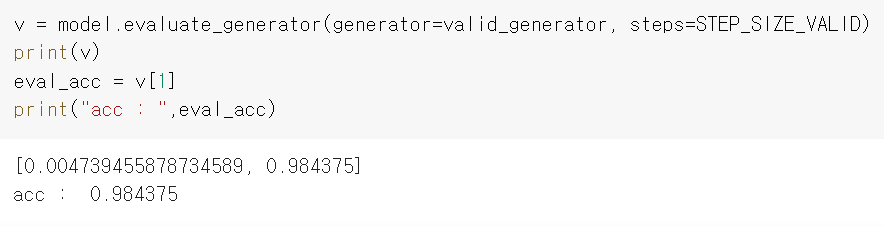 v = model.evaluate_generator(generator=valid_generator, steps=STEP_SIZE_VALID)
print(v)
eval_acc = v[1]
print("acc : ",eval_acc)
[0.004739455878734589, 0.984375]
acc :  0.984375